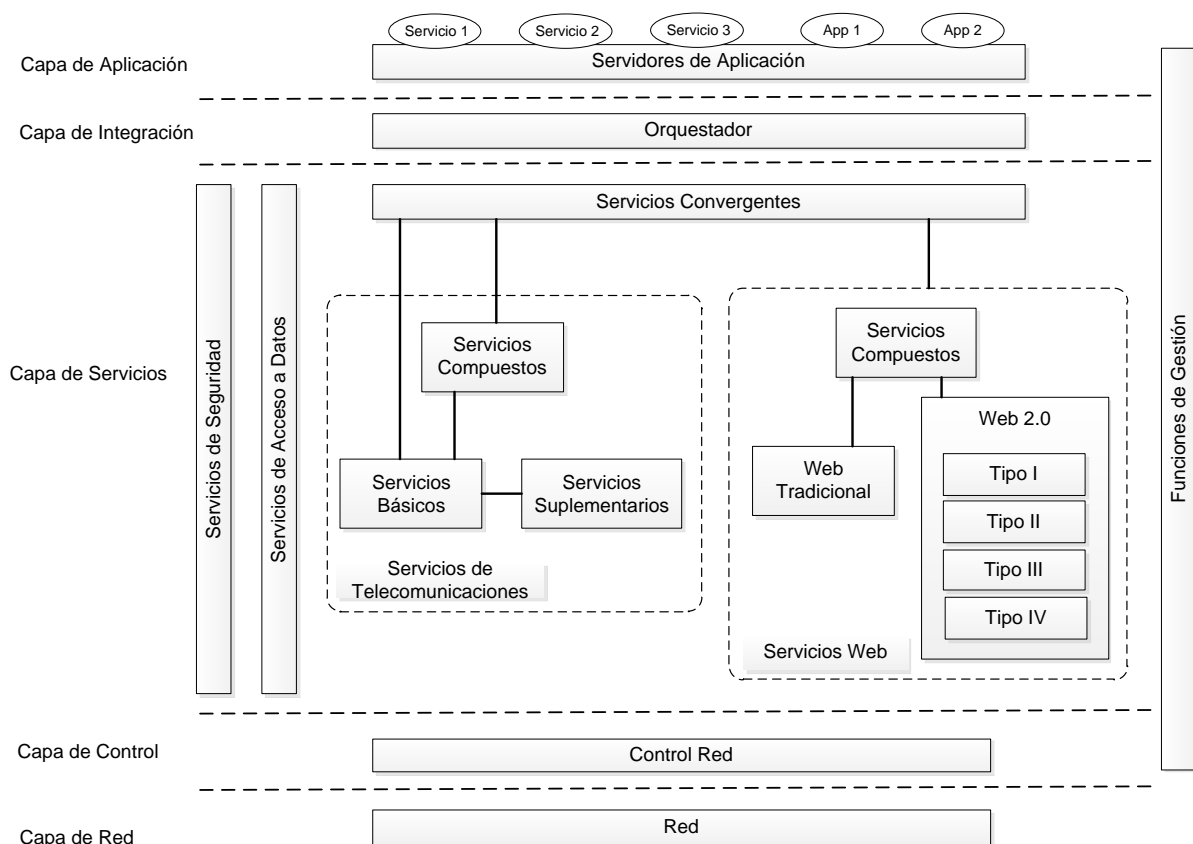 Servicio 1
Servicio 2
Servicio 3
App 1
App 2
Capa de Aplicación
Servidores de Aplicación
Capa de Integración
Orquestador
Servicios Convergentes
Capa de Servicios
Servicios de Seguridad
Servicios de Acceso a Datos
Servicios
Compuestos
Servicios
Básicos
Servicios
Suplementarios
Servicios de
Telecomunicaciones
Servicios
Compuestos
Web
Tradicional
Web 2.0
Tipo I
Tipo II
Tipo III
Tipo IV
Servicios Web
Funciones de Gestión
Capa de Control
Control Red
Capa de Red
Red